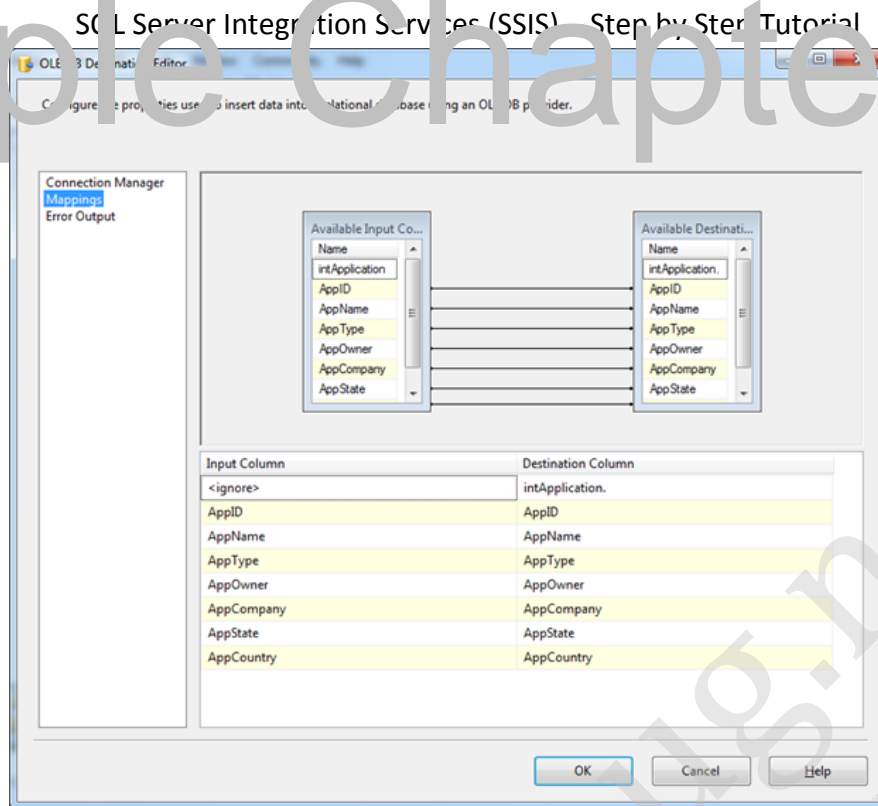 SQL Server Integration Services (SSIS) – Step by Step Tutorial
ple Chapte
OLE DB Destination Editor
Configure the properties used to insert data into a relational database using an OLE DB provider.
Connection Manager
Mappings
Error Output
Available Input Co...
Name
intApplication
AppID
AppName
AppType
AppOwner
AppCompany
AppState
Available Destinati...
Name
intApplication.
AppID
AppName
AppType
AppOwner
AppCompany
AppState
Input Column Destination Column
<ignore> intApplication.
AppID AppID
AppName AppName
AppType AppType
AppOwner AppOwner
AppCompany AppCompany
AppState AppState
AppCountry AppCountry
OK Cancel Help
ug.n